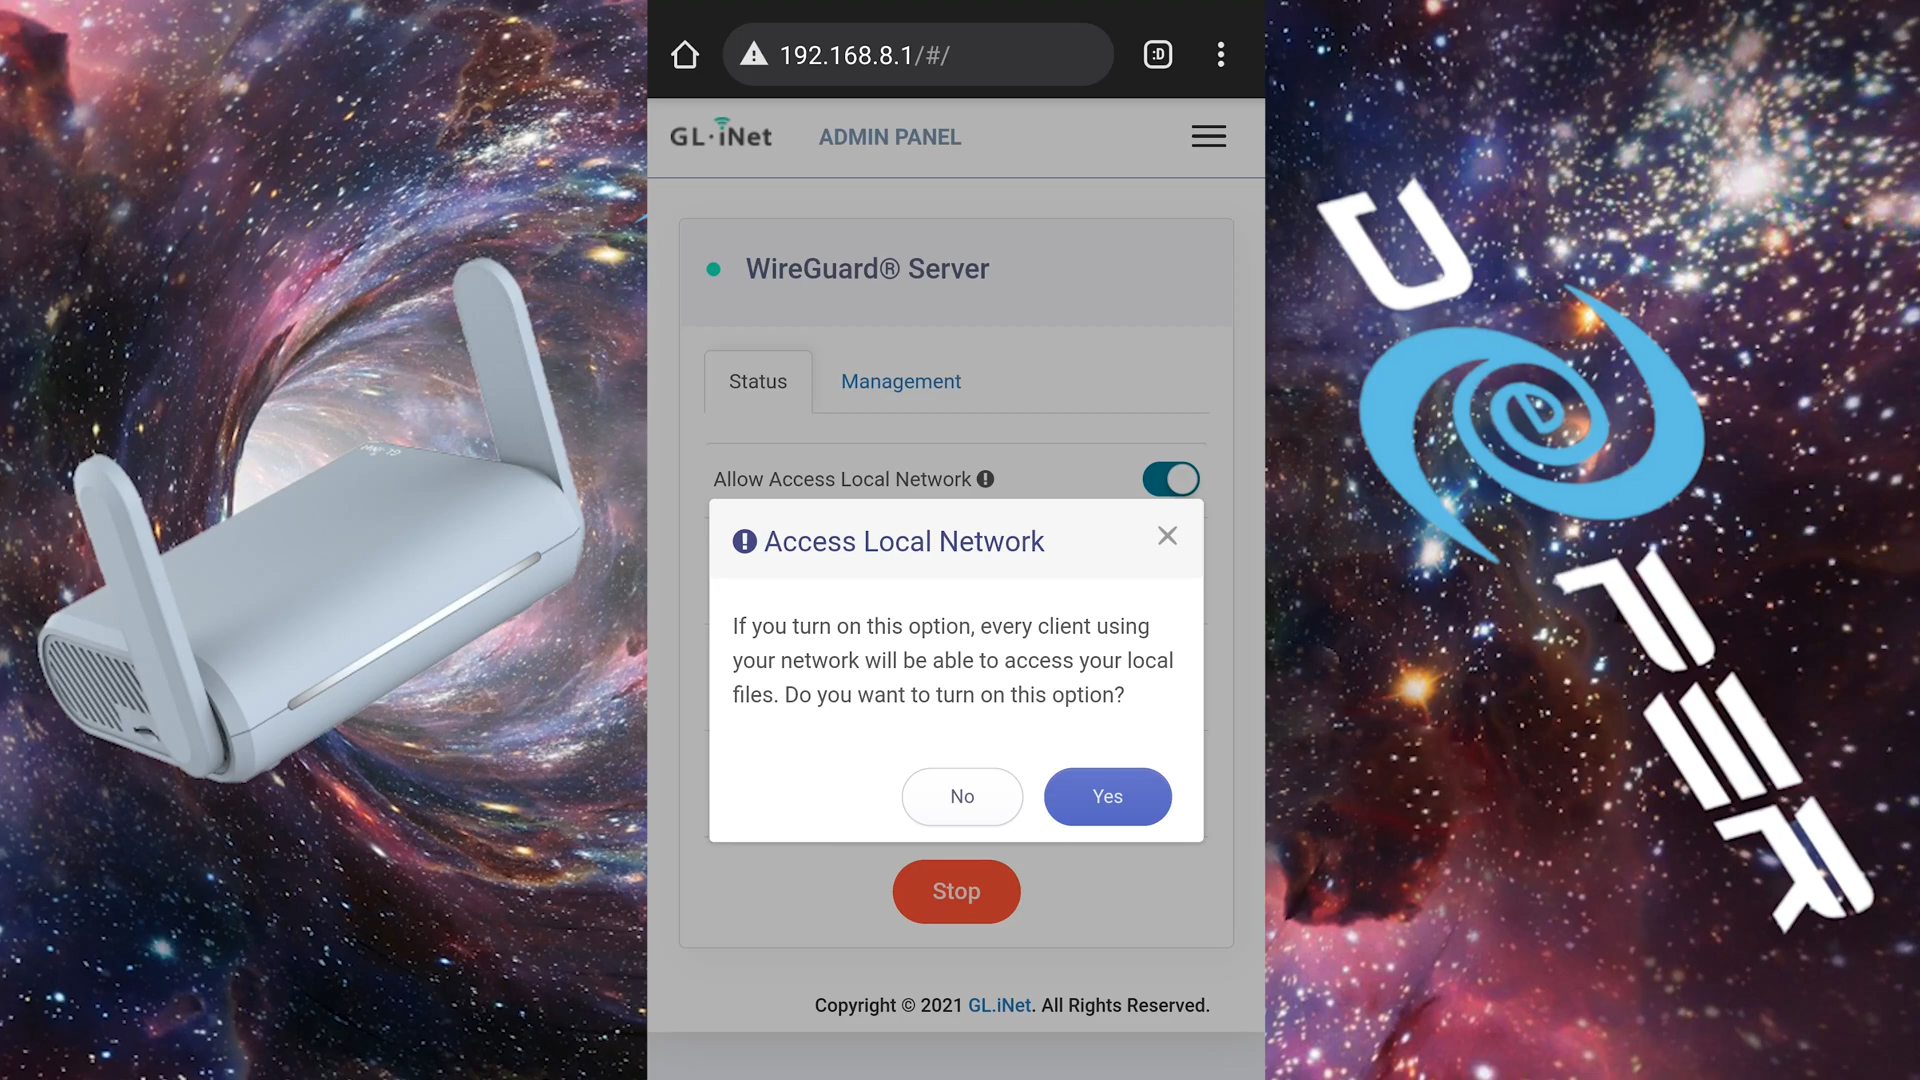 192.168.8.1/#/
:D
GL·iNet
ADMIN PANEL
WireGuard® Server
Status
Management
Allow Access Local Network
Access Local Network
If you turn on this option, every client using
your network will be able to access your local
files. Do you want to turn on this option?
No
Yes
Stop
Copyright © 2021 GL.iNet. All Rights Reserved.
GL·iNet